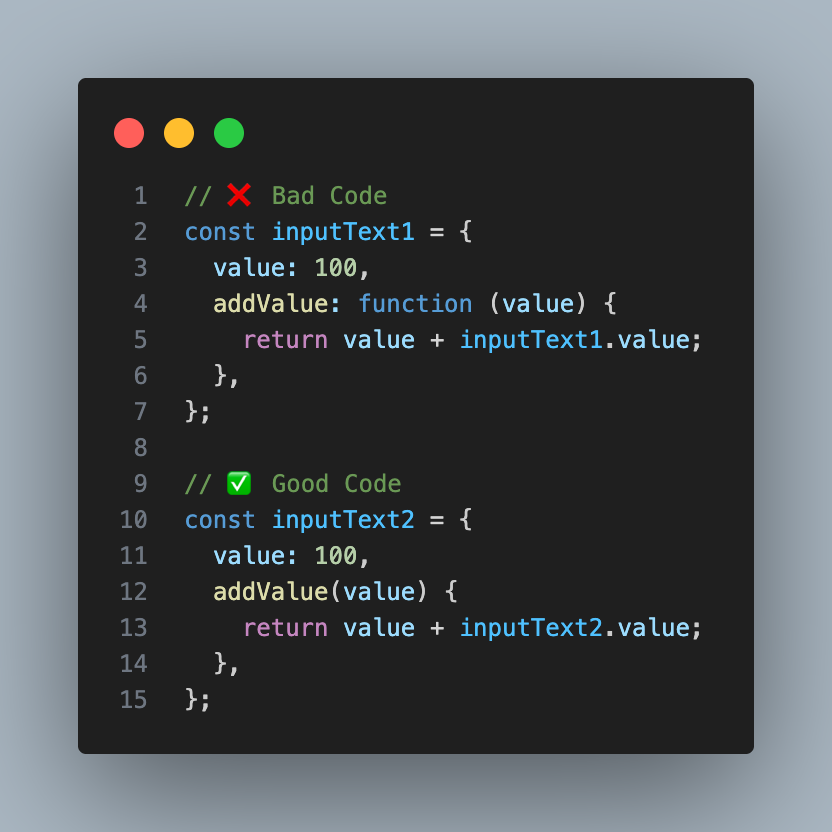 1 // ❌ Bad Code
2 const inputText1 = {
3   value: 100,
4   addValue: function (value) {
5     return value + inputText1.value;
6   },
7 };
8
9 // ✅ Good Code
10 const inputText2 = {
11   value: 100,
12   addValue(value) {
13     return value + inputText2.value;
14   },
15 };